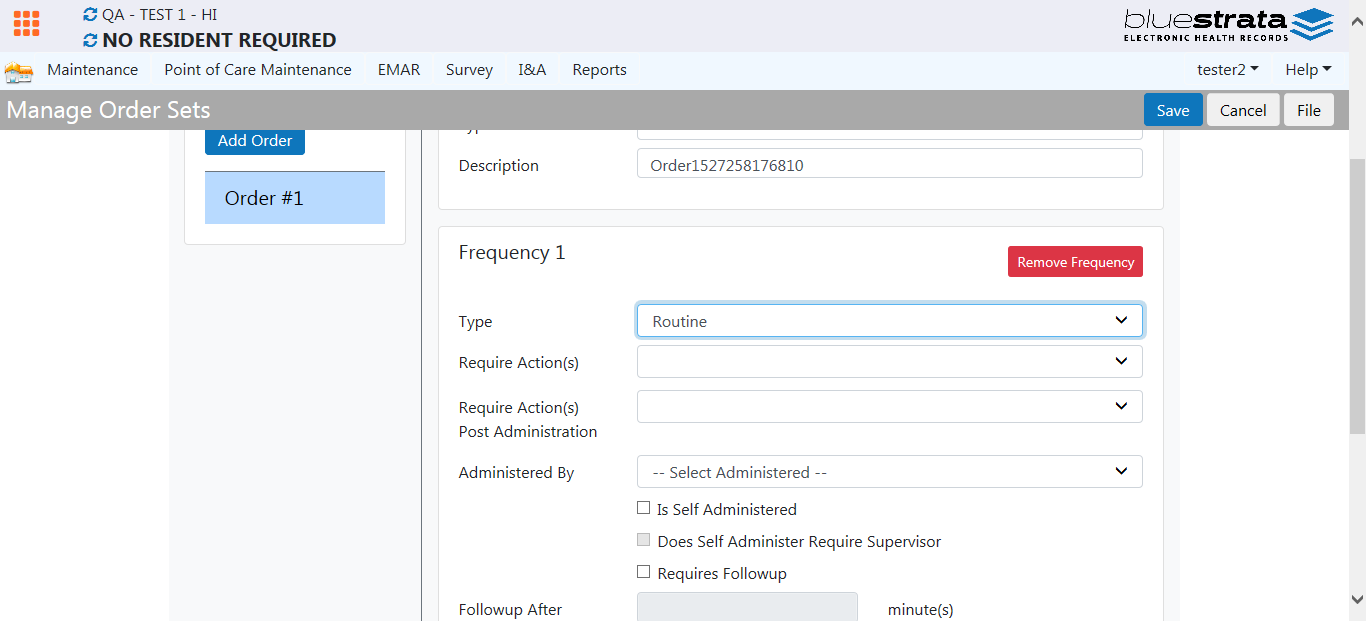 QA - TEST 1 - HI
NO RESIDENT REQUIRED
bluestrata
ELECTRONIC HEALTH RECORDS
Maintenance Point of Care Maintenance EMAR Survey I&A Reports tester2 Help
Manage Order Sets Save Cancel File
Add Order
Order #1
Description Order1527258176810
Frequency 1
Remove Frequency
Type Routine
Require Action(s)
Require Action(s)
Post Administration
Administered By -- Select Administered --
Is Self Administered
Does Self Administer Require Supervisor
Requires Followup
Followup After minute(s)